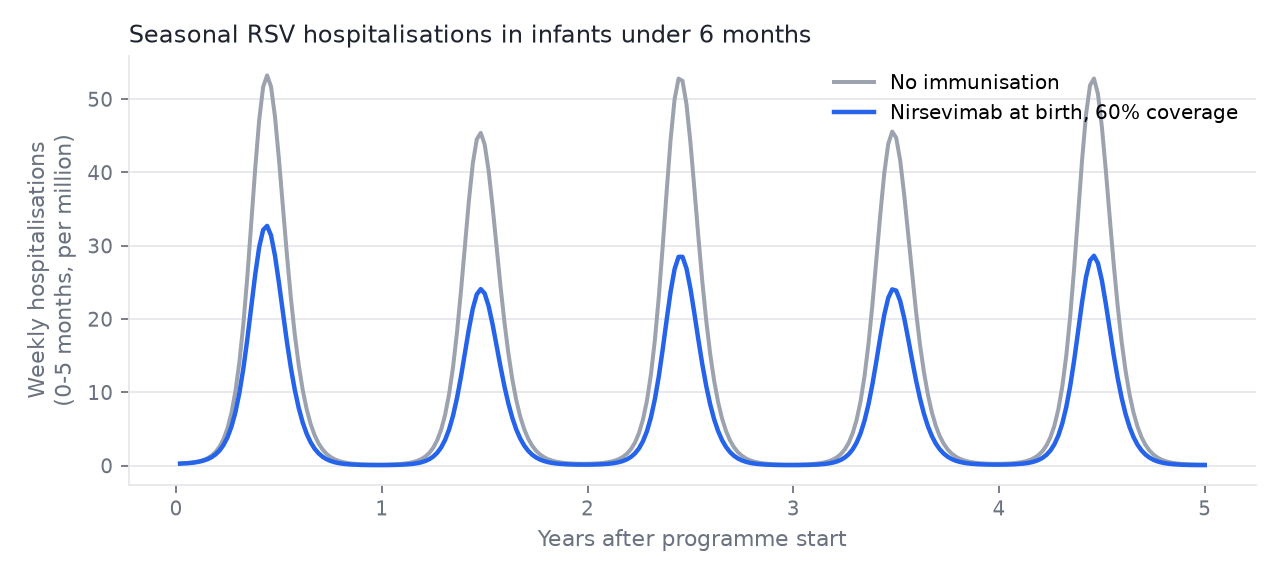 Seasonal RSV hospitalisations in infants under 6 months
No immunisation
Nirsevimab at birth, 60% coverage
Weekly hospitalisations
(0-5 months, per million)
50
40
30
20
10
0
0 1 2 3 4 5
Years after programme start